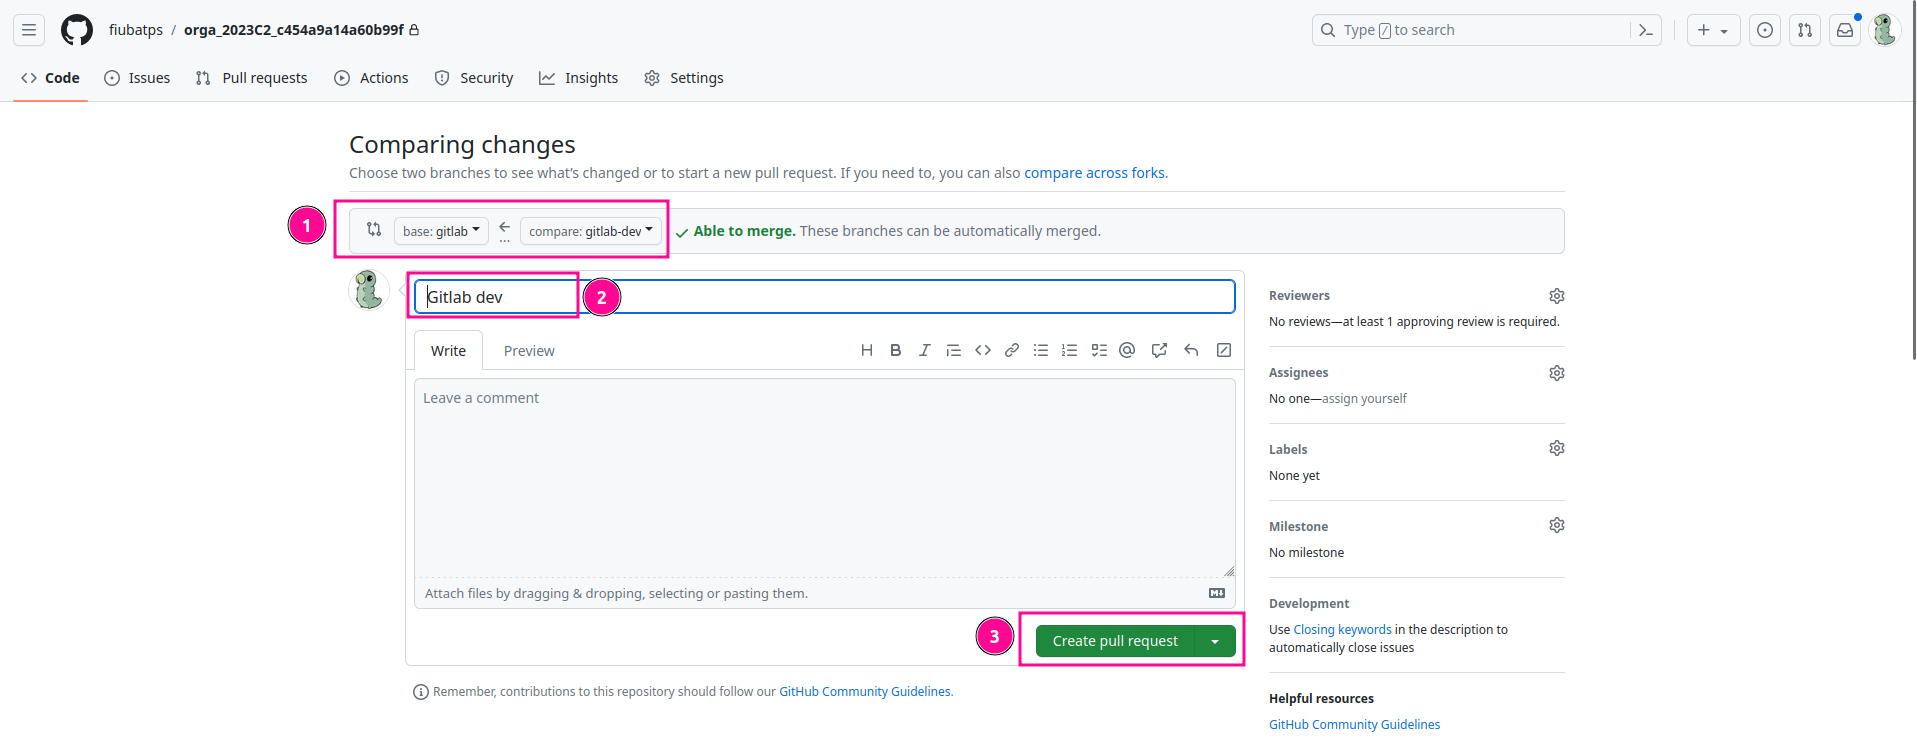 fiubatps / orga_2023C2_c454a9a14a60b99f
Type / to search
Code Issues Pull requests Actions Security Insights Settings
Comparing changes
Choose two branches to see what's changed or to start a new pull request. If you need to, you can also compare across forks.
1
base: gitlab ← ... compare: gitlab-dev ✓ Able to merge. These branches can be automatically merged.
Gitlab dev
2
Write Preview
Leave a comment
Attach files by dragging & dropping, selecting or pasting them.
3
Create pull request
Remember, contributions to this repository should follow our GitHub Community Guidelines.
Reviewers
No reviews—at least 1 approving review is required.
Assignees
No one—assign yourself
Labels
None yet
Milestone
No milestone
Development
Use Closing keywords in the description to
automatically close issues
Helpful resources
GitHub Community Guidelines